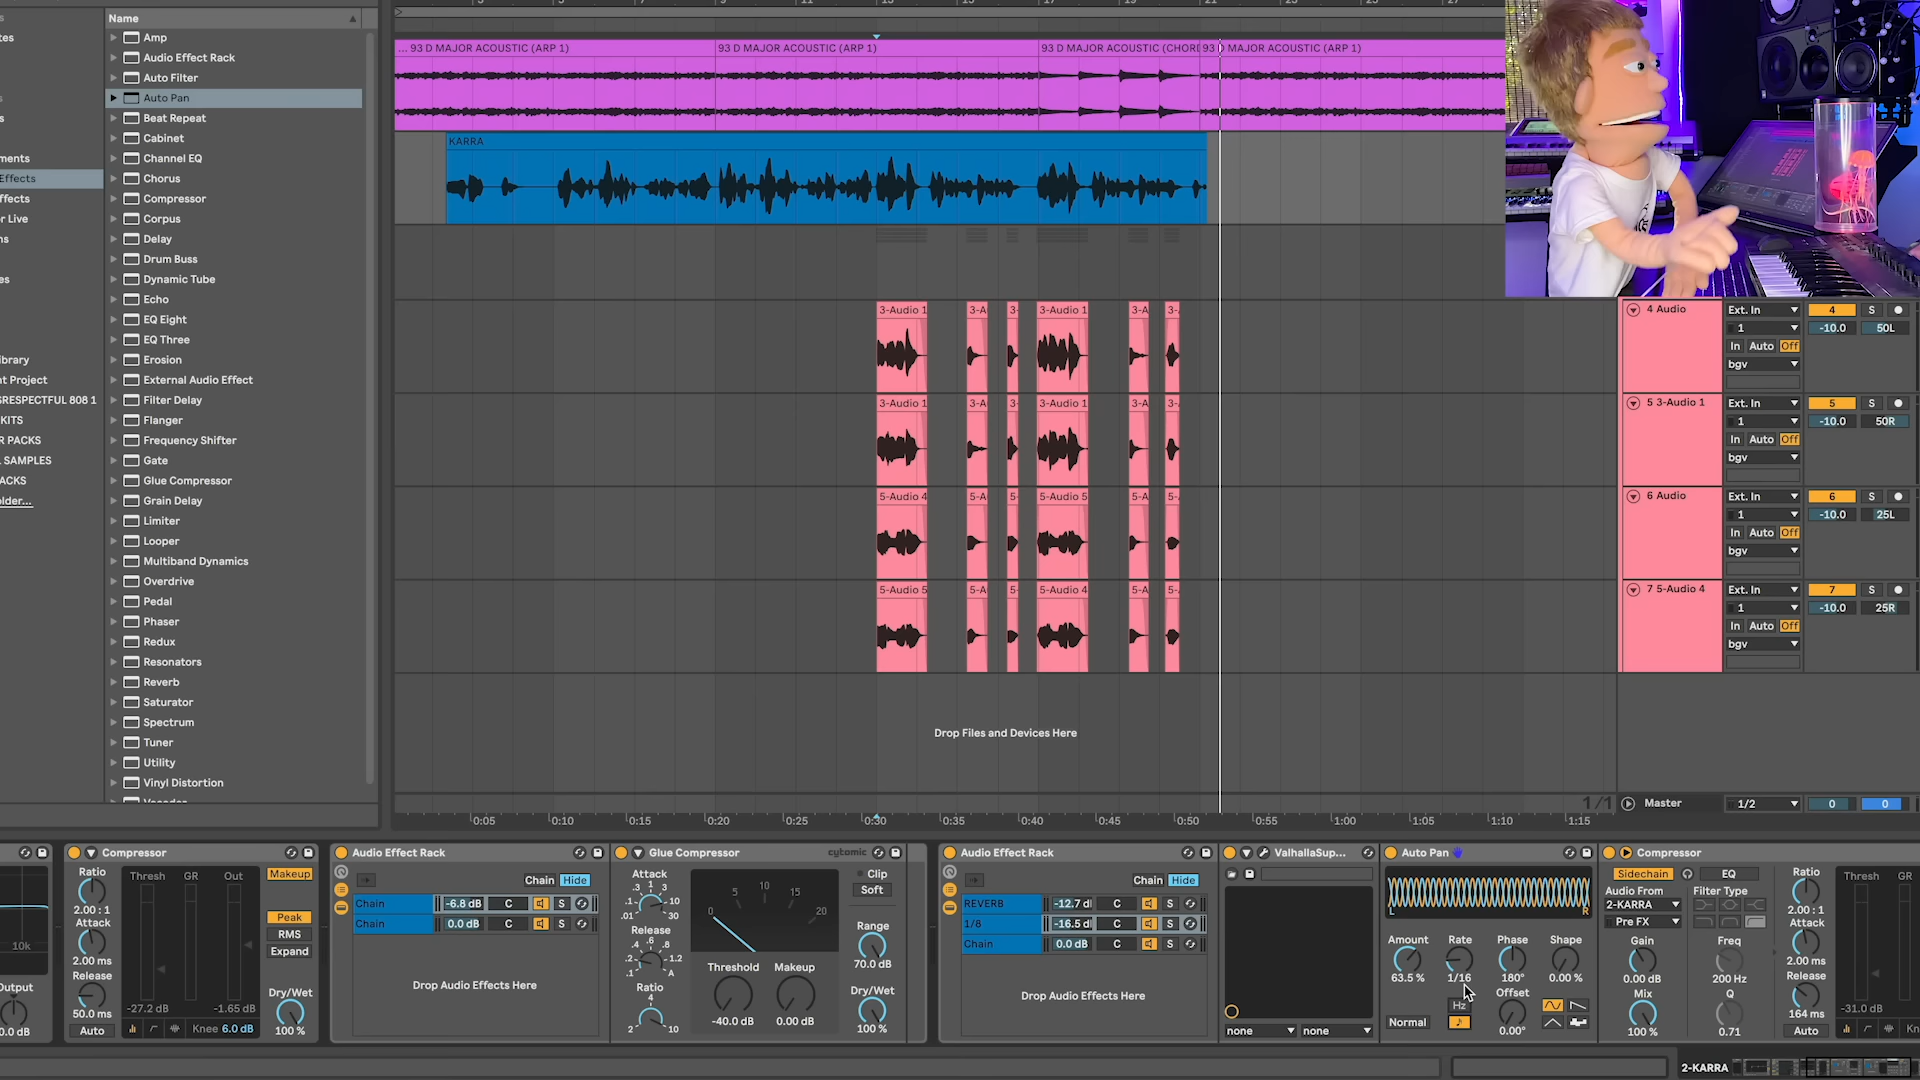 Name
Amp
Audio Effect Rack
Auto Filter
Auto Pan
Beat Repeat
Cabinet
Channel EQ
Chorus
Compressor
Corpus
Delay
Drum Buss
Dynamic Tube
Echo
EQ Eight
EQ Three
Erosion
External Audio Effect
Filter Delay
Flanger
Frequency Shifter
Gate
Glue Compressor
Grain Delay
Limiter
Looper
Multiband Dynamics
Overdrive
Pedal
Phaser
Redux
Resonators
Reverb
Saturator
Spectrum
Tuner
Utility
Vinyl Distortion
ments
Effects
ffects
or Live
ibrary
nt Project
SRESPECTFUL 808 1
KITS
R PACKS
L SAMPLES
ACKS
older...
... 93 D MAJOR ACOUSTIC (ARP 1)
93 D MAJOR ACOUSTIC (ARP 1)
93 D MAJOR ACOUSTIC (CHOR
93 D MAJOR ACOUSTIC (ARP 1)
KARRA
3-Audio 1 3-A 3- 3-Audio 1 3-A 3-
3-Audio 1 3-A 3- 3-Audio 1 3-A 3-
5-Audio 4 5-A 5- 5-Audio 5 5-A 5-
5-Audio 5 5-A 5- 5-Audio 4 5-A 5-
4 Audio Ext. In 4 S
1 -10.0 50L
In Auto Off
bgv
5 3-Audio 1 Ext. In 5 S
1 -10.0 50R
In Auto Off
bgv
6 Audio Ext. In 6 S
1 -10.0 25L
In Auto Off
bgv
7 5-Audio 4 Ext. In 7 S
1 -10.0 25R
In Auto Off
bgv
Drop Files and Devices Here
1/1 Master 1/2 0 0
0:05 0:10 0:15 0:20 0:25 0:30 0:35 0:40 0:45 0:50 0:55 1:00 1:05 1:10 1:15
10k
Output
0.0 dB
Compressor
Ratio
2.00 : 1
Attack
2.00 ms
Release
50.0 ms
Auto
Thresh GR Out
-27.2 dB -1.65 dB
Knee 6.0 dB
Makeup
Peak
RMS
Expand
Dry/Wet
100 %
Audio Effect Rack
Chain Hide
Chain -6.8 dB C S
Chain 0.0 dB C S
Drop Audio Effects Here
Glue Compressor cytomic
Attack
.3 1 3
.1 10
.01 30
Release
.4 .6 .8
.2 1.2
.1 A
Ratio
4
2 10
0 5 10 15 20
Threshold
-40.0 dB
Makeup
0.00 dB
Clip
Soft
Range
70.0 dB
Dry/Wet
100 %
Audio Effect Rack
Chain Hide
REVERB -12.7 d C S
1/8 -16.5 d C S
Chain 0.0 dB C S
Drop Audio Effects Here
ValhallaSup...
none none
Auto Pan
L R
Amount
63.5 %
Rate
1/16
Phase
180°
Shape
0.00 %
Hz
Offset
0.00°
Normal
Compressor
Sidechain EQ
Audio From
2-KARRA
Pre FX
Filter Type
Gain
0.00 dB
Freq
200 Hz
Mix
100 %
Q
0.71
Ratio
2.00 : 1
Attack
2.00 ms
Release
164 ms
Auto
Thresh GR
-31.0 dB
Kn
2-KARRA